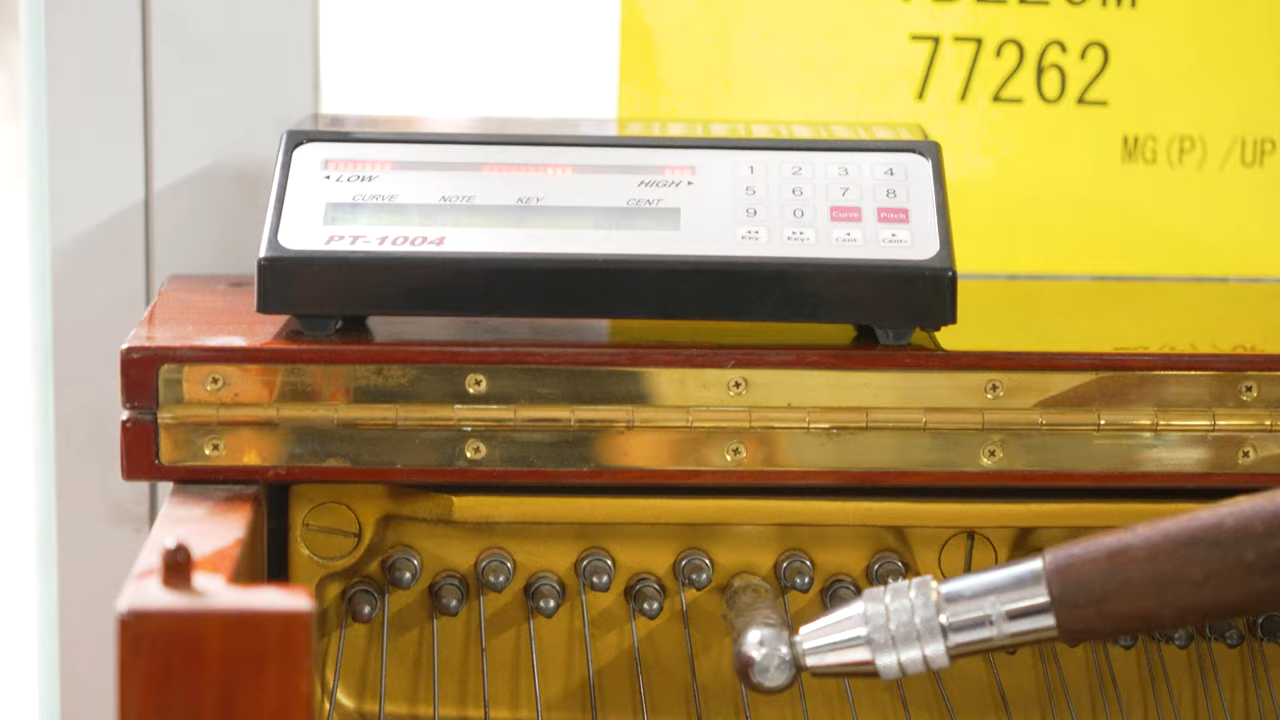 77262
MG(P)/UP
◄LOW
HIGH►
CURVE NOTE KEY CENT
PT-1004
1 2 3 4
5 6 7 8
9 0 Curve Pitch
◄◄ ►► ◄ ►
Key- Key+ Cent- Cent+